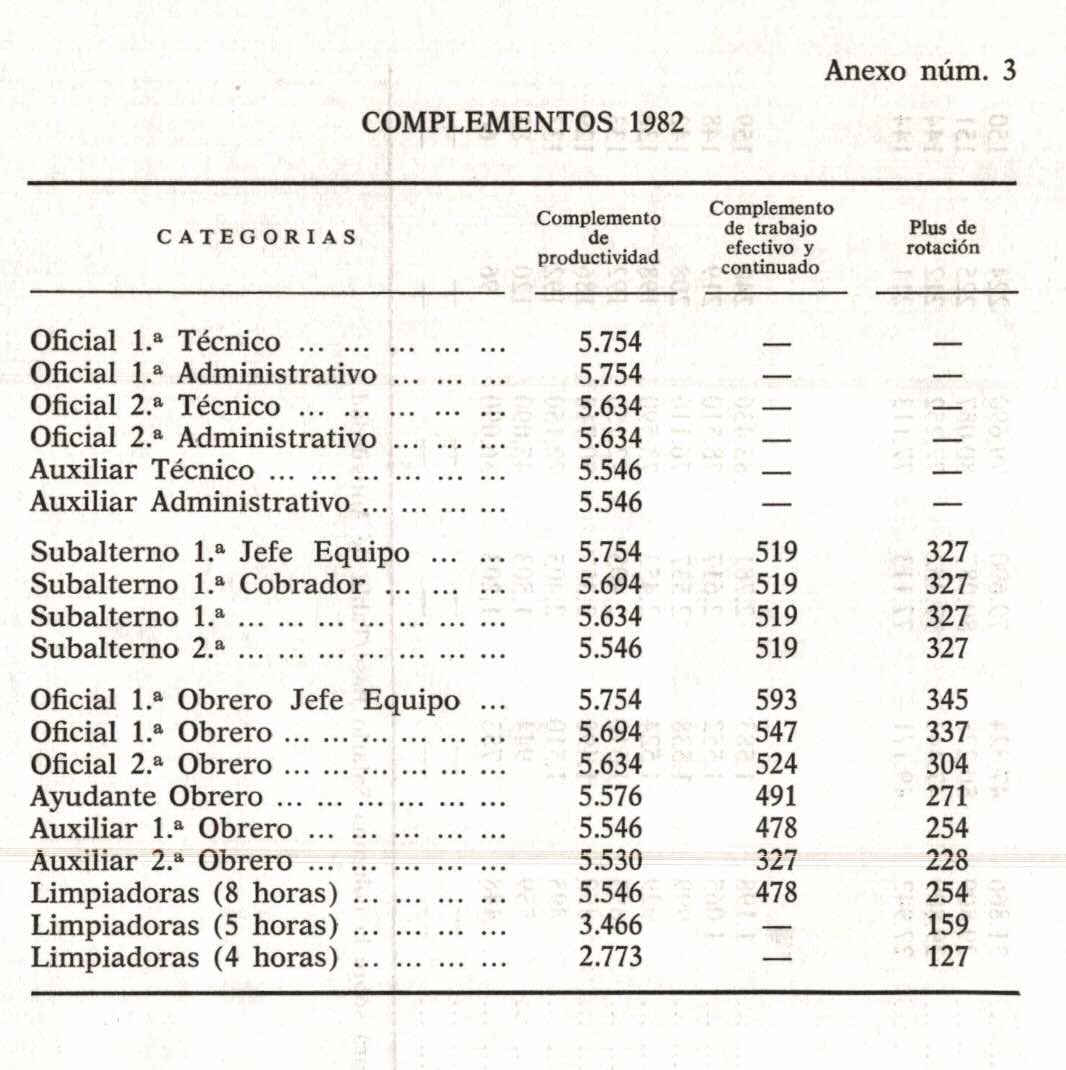 Anexo núm. 3
COMPLEMENTOS 1982
CATEGORIAS Complemento de productividad Complemento de trabajo efectivo y continuado Plus de rotación
Oficial 1.ª Técnico ... ... ... ... ... 5.754 — —
Oficial 1.ª Administrativo ... ... ... 5.754 — —
Oficial 2.ª Técnico ... ... ... ... ... 5.634 — —
Oficial 2.ª Administrativo ... ... ... 5.634 — —
Auxiliar Técnico ... ... ... ... ... ... 5.546 — —
Auxiliar Administrativo ... ... ... ... 5.546 — —
Subalterno 1.ª Jefe Equipo ... ... 5.754 519 327
Subalterno 1.ª Cobrador ... ... ... 5.694 519 327
Subalterno 1.ª ... ... ... ... ... ... ... 5.634 519 327
Subalterno 2.ª ... ... ... ... ... ... ... 5.546 519 327
Oficial 1.ª Obrero Jefe Equipo ... 5.754 593 345
Oficial 1.ª Obrero ... ... ... ... ... 5.694 547 337
Oficial 2.ª Obrero ... ... ... ... ... 5.634 524 304
Ayudante Obrero ... ... ... ... ... ... 5.576 491 271
Auxiliar 1.ª Obrero ... ... ... ... ... 5.546 478 254
Auxiliar 2.ª Obrero ... ... ... ... ... 5.530 327 228
Limpiadoras (8 horas) ... ... ... ... 5.546 478 254
Limpiadoras (5 horas) ... ... ... ... 3.466 — 159
Limpiadoras (4 horas) ... ... ... ... 2.773 — 127